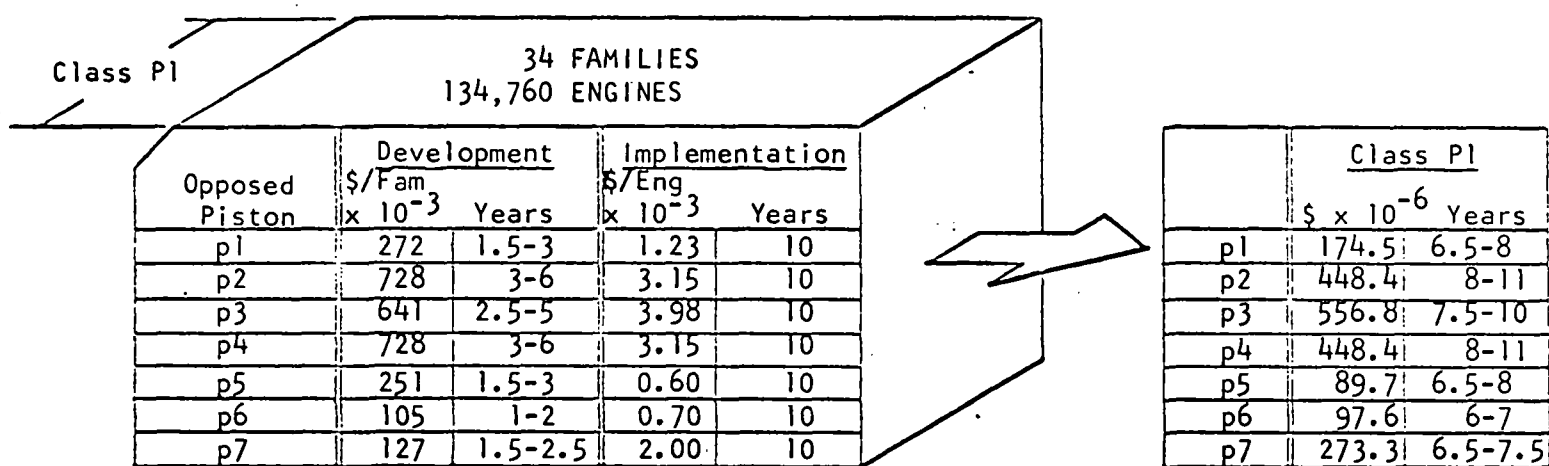 Class P1
34 FAMILIES
134,760 ENGINES
Opposed Piston | Development | Implementation
$/Fam x 10-3 | Years | $/Eng x 10-3 | Years
p1 | 272 | 1.5-3 | 1.23 | 10
p2 | 728 | 3-6 | 3.15 | 10
p3 | 641 | 2.5-5 | 3.98 | 10
p4 | 728 | 3-6 | 3.15 | 10
p5 | 251 | 1.5-3 | 0.60 | 10
p6 | 105 | 1-2 | 0.70 | 10
p7 | 127 | 1.5-2.5 | 2.00 | 10
Class P1
$ x 10-6 Years
p1 | 174.5 | 6.5-8
p2 | 448.4 | 8-11
p3 | 556.8 | 7.5-10
p4 | 448.4 | 8-11
p5 | 89.7 | 6.5-8
p6 | 97.6 | 6-7
p7 | 273.3 | 6.5-7.5